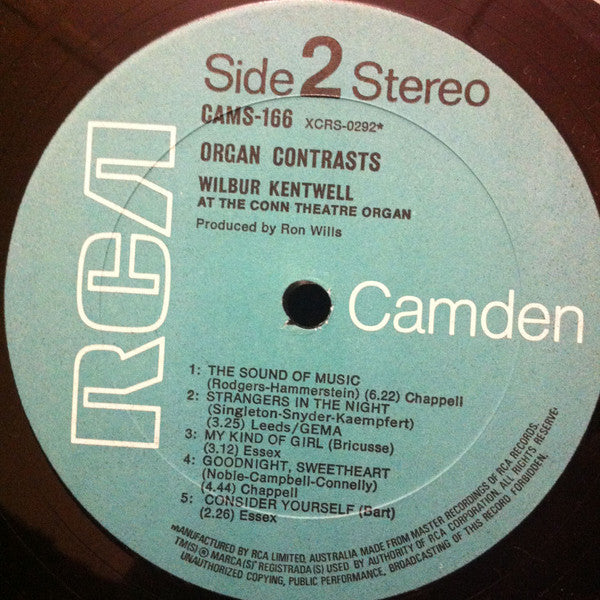 Side 2 Stereo
CAMS-166 XCRS-0292*
ORGAN CONTRASTS
WILBUR KENTWELL
AT THE CONN THEATRE ORGAN
Produced by Ron Wills
RCA
Camden
1: THE SOUND OF MUSIC
(Rodgers-Hammerstein) (6.22) Chappell
2: STRANGERS IN THE NIGHT
(Singleton-Snyder-Kaempfert)
(3.25) Leeds/GEMA
3: MY KIND OF GIRL (Bricusse)
(3.12) Essex
4: GOODNIGHT, SWEETHEART
(Noble-Campbell-Connelly)
(4.44) Chappell
5: CONSIDER YOURSELF (Bart)
(2.26) Essex
*MANUFACTURED BY RCA LIMITED, AUSTRALIA MADE FROM MASTER RECORDINGS OF RCA RECORDS.
TM(S) ® MARCA(S) REGISTRADA(S) USED BY AUTHORITY OF RCA CORPORATION. ALL RIGHTS RESERVE
UNAUTHORIZED COPYING, PUBLIC PERFORMANCE, BROADCASTING OF THIS RECORD FORBIDDEN.